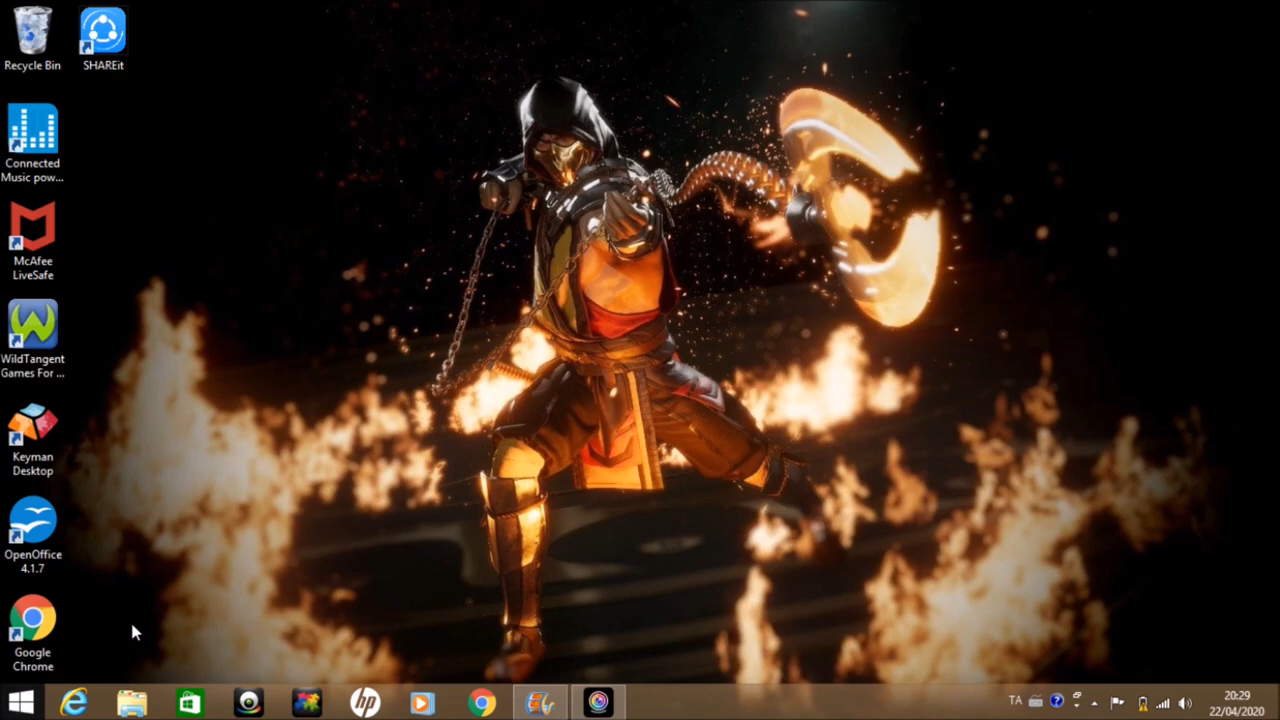 Recycle Bin
SHAREit
Connected
Music pow...
McAfee
LiveSafe
WildTangent
Games For ...
Keyman
Desktop
OpenOffice
4.1.7
Google
Chrome
hp
TA
20:29
22/04/2020